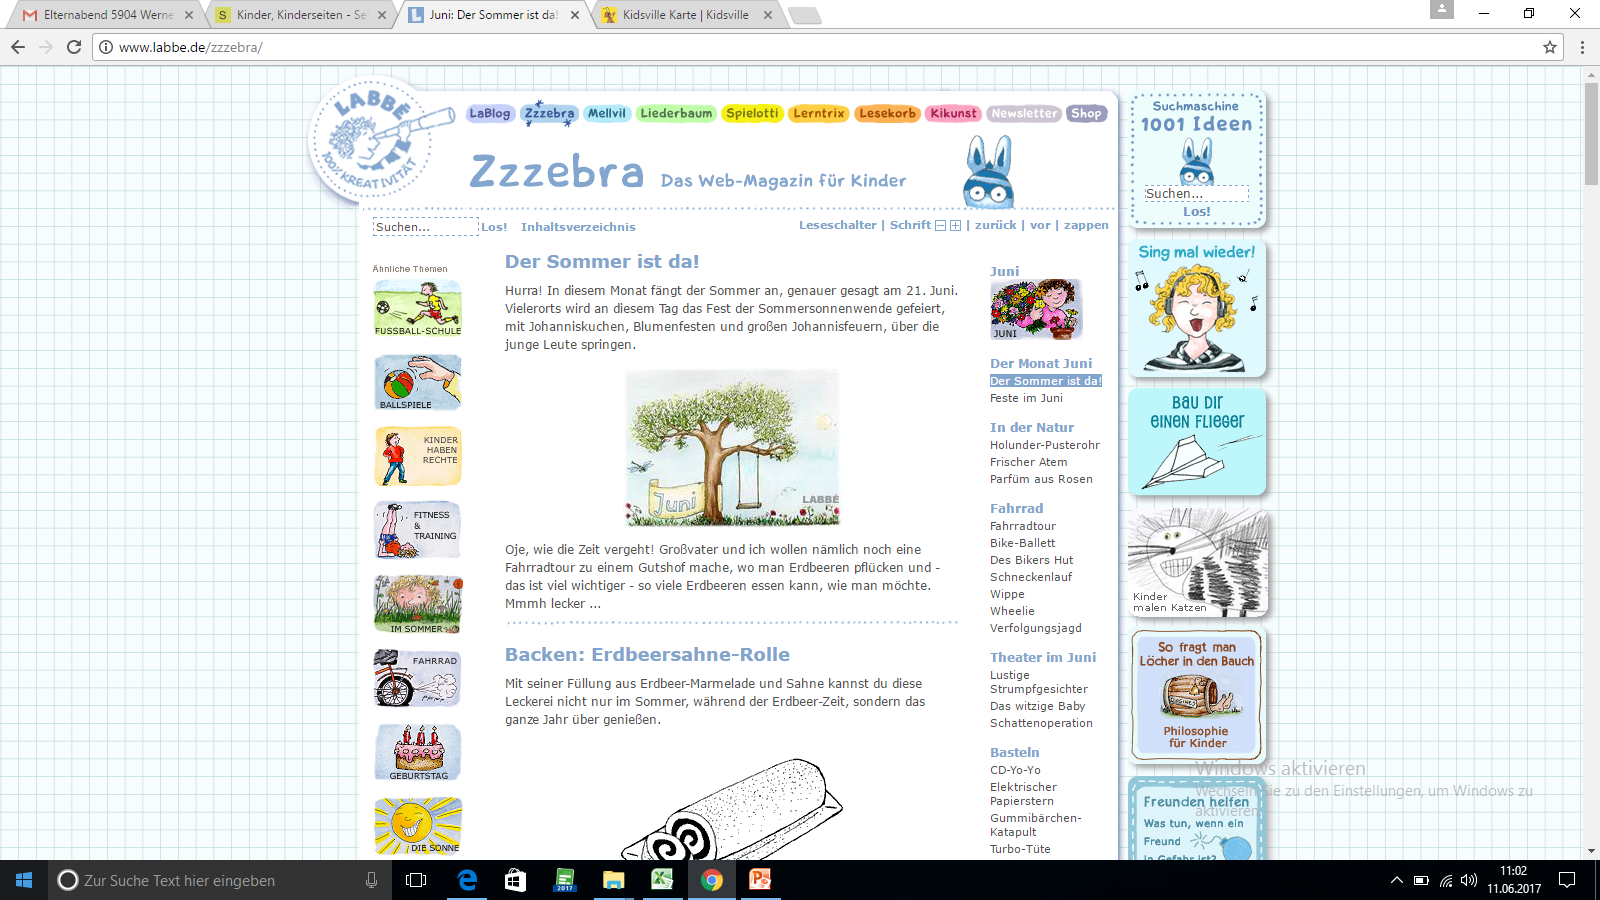 Elternabend 5904 Werne
Kinder, Kinderseiten - Se
Juni: Der Sommer ist da!
Kidsville Karte | Kidsville
www.labbe.de/zzzebra/
LABBÉ
100% KREATIVITÄT
LaBlog Zzzebra Mellvil Liederbaum Spielotti Lerntrix Lesekorb Kikunst Newsletter Shop
Zzzebra Das Web-Magazin für Kinder
Suchen... Los! Inhaltsverzeichnis
Leseschalter | Schrift | zurück | vor | zappen
Ähnliche Themen
FUSSBALL-SCHULE
BALLSPIELE
KINDER
HABEN
RECHTE
FITNESS
&
TRAINING
IM SOMMER
FAHRRAD
GEBURTSTAG
DIE SONNE
Der Sommer ist da!
Hurra! In diesem Monat fängt der Sommer an, genauer gesagt am 21. Juni.
Vielerorts wird an diesem Tag das Fest der Sommersonnenwende gefeiert,
mit Johanniskuchen, Blumenfesten und großen Johannisfeuern, über die
junge Leute springen.
Juni
LABBÉ
Oje, wie die Zeit vergeht! Großvater und ich wollen nämlich noch eine
Fahrradtour zu einem Gutshof mache, wo man Erdbeeren pflücken und -
das ist viel wichtiger - so viele Erdbeeren essen kann, wie man möchte.
Mmmh lecker ...
Backen: Erdbeersahne-Rolle
Mit seiner Füllung aus Erdbeer-Marmelade und Sahne kannst du diese
Leckerei nicht nur im Sommer, während der Erdbeer-Zeit, sondern das
ganze Jahr über genießen.
Juni
JUNI
Der Monat Juni
Der Sommer ist da!
Feste im Juni
In der Natur
Holunder-Pusterohr
Frischer Atem
Parfüm aus Rosen
Fahrrad
Fahrradtour
Bike-Ballett
Des Bikers Hut
Schneckenlauf
Wippe
Wheelie
Verfolgungsjagd
Theater im Juni
Lustige
Strumpfgesichter
Das witzige Baby
Schattenoperation
Basteln
CD-Yo-Yo
Elektrischer
Papierstern
Gummibärchen-
Katapult
Turbo-Tüte
Suchmaschine
1001 Ideen
Suchen...
Los!
Sing mal wieder!
BAU DIR
EINEN FLIEGER
Kinder
malen Katzen
So fragt man
Löcher in den Bauch
Philosophie
für Kinder
Freunden helfen
Was tun, wenn ein
Freund
in Gefahr ist?
Windows aktivieren
Wechseln Sie zu den Einstellungen, um Windows zu
aktivieren.
Zur Suche Text hier eingeben
2017
11:02
11.06.2017